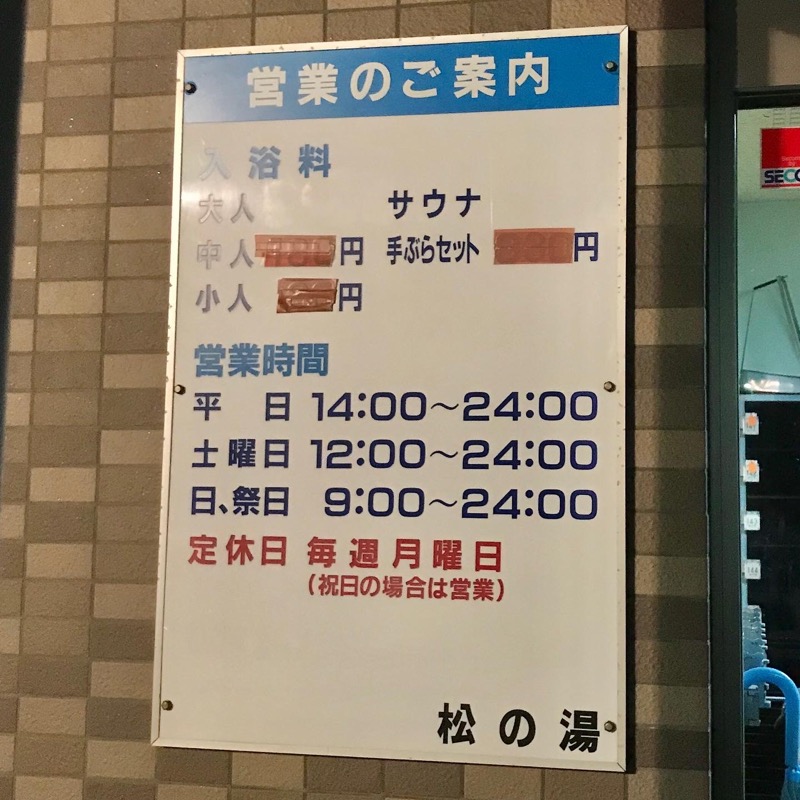 営業のご案内
入浴料
大人 サウナ
中人 円 手ぶらセット 円
小人 円
営業時間
平 日 14:00～24:00
土曜日 12:00～24:00
日、祭日 9:00～24:00
定休日 毎週月曜日
(祝日の場合は営業)
松の湯